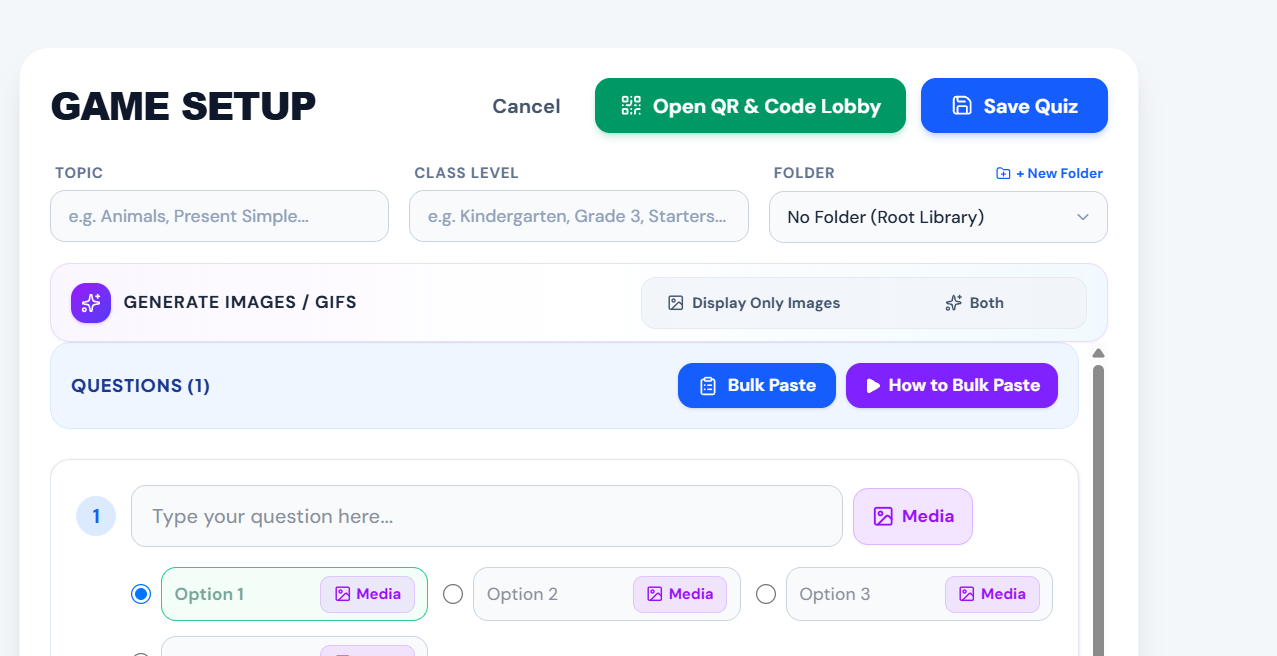 GAME SETUP
Cancel
Open QR & Code Lobby
Save Quiz
TOPIC
CLASS LEVEL
FOLDER
+ New Folder
e.g. Animals, Present Simple...
e.g. Kindergarten, Grade 3, Starters...
No Folder (Root Library)
GENERATE IMAGES / GIFS
Display Only Images
Both
QUESTIONS (1)
Bulk Paste
How to Bulk Paste
1
Type your question here...
Media
Option 1
Media
Option 2
Media
Option 3
Media